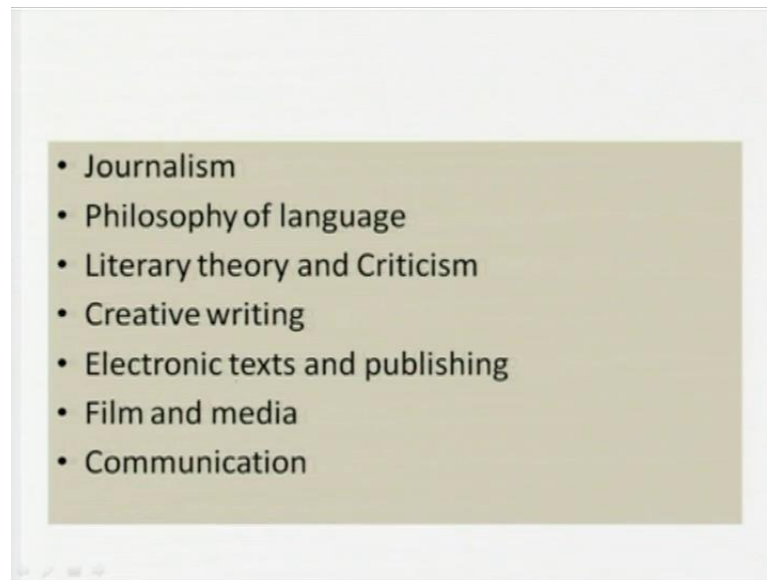 • Journalism
• Philosophy of language
• Literary theory and Criticism
• Creative writing
• Electronic texts and publishing
• Film and media
• Communication